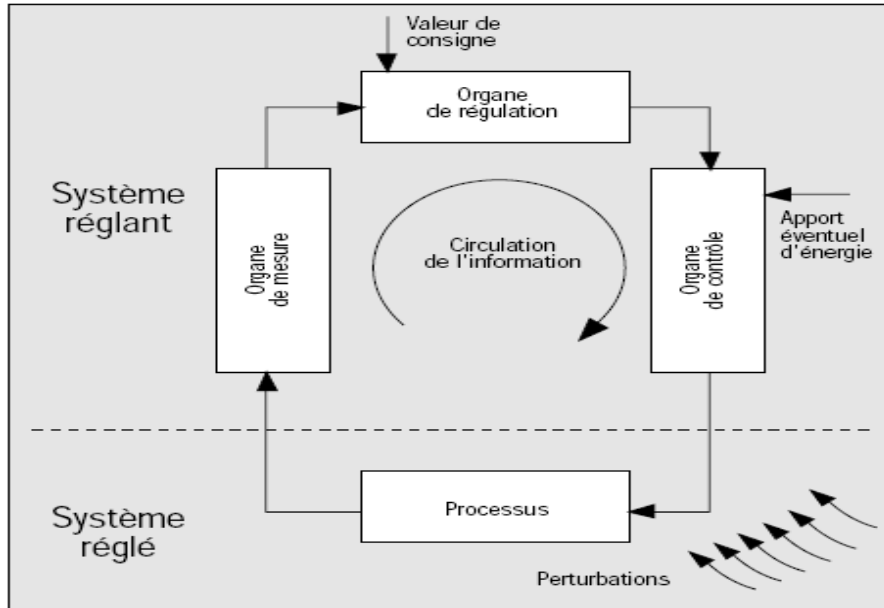 Valeur de
consigne
Organe
de régulation
Système
réglant
Organe
de mesure
Circulation
de l'information
Organe
de contrôle
Apport
éventuel
d'énergie
Processus
Système
réglé
Perturbations